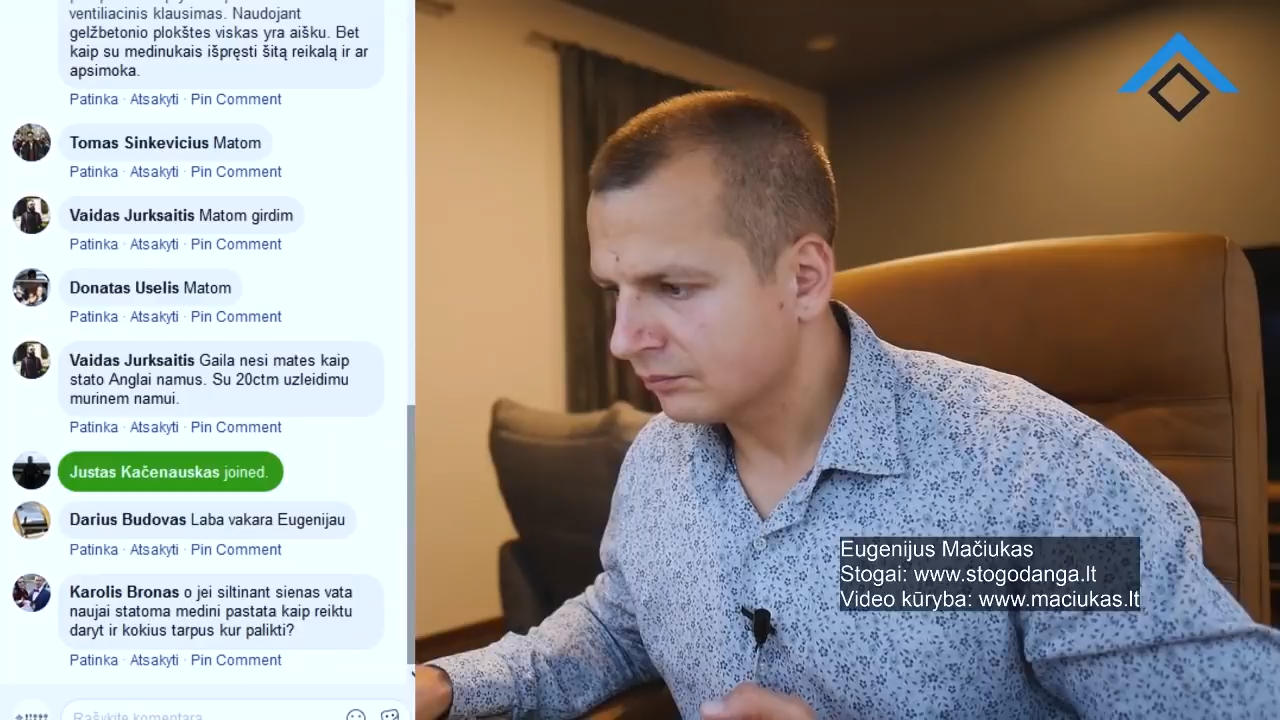 ventiliacinis klausimas. Naudojant
gelžbetonio plokštes viskas yra aišku. Bet
kaip su medinukais išpręsti šitą reikalą ir ar
apsimoka.
Patinka · Atsakyti · Pin Comment
Tomas Sinkevicius Matom
Patinka · Atsakyti · Pin Comment
Vaidas Jurksaitis Matom girdim
Patinka · Atsakyti · Pin Comment
Donatas Uselis Matom
Patinka · Atsakyti · Pin Comment
Vaidas Jurksaitis Gaila nesi mates kaip
stato Anglai namus. Su 20ctm uzleidimu
murinem namui.
Patinka · Atsakyti · Pin Comment
Justas Kačenauskas joined.
Darius Budovas Laba vakara Eugenijau
Patinka · Atsakyti · Pin Comment
Karolis Bronas o jei siltinant sienas vata
naujai statoma medini pastata kaip reiktu
daryt ir kokius tarpus kur palikti?
Patinka · Atsakyti · Pin Comment
Rašykite komentarą
Eugenijus Mačiukas
Stogai: www.stogodanga.lt
Video kūryba: www.maciukas.lt